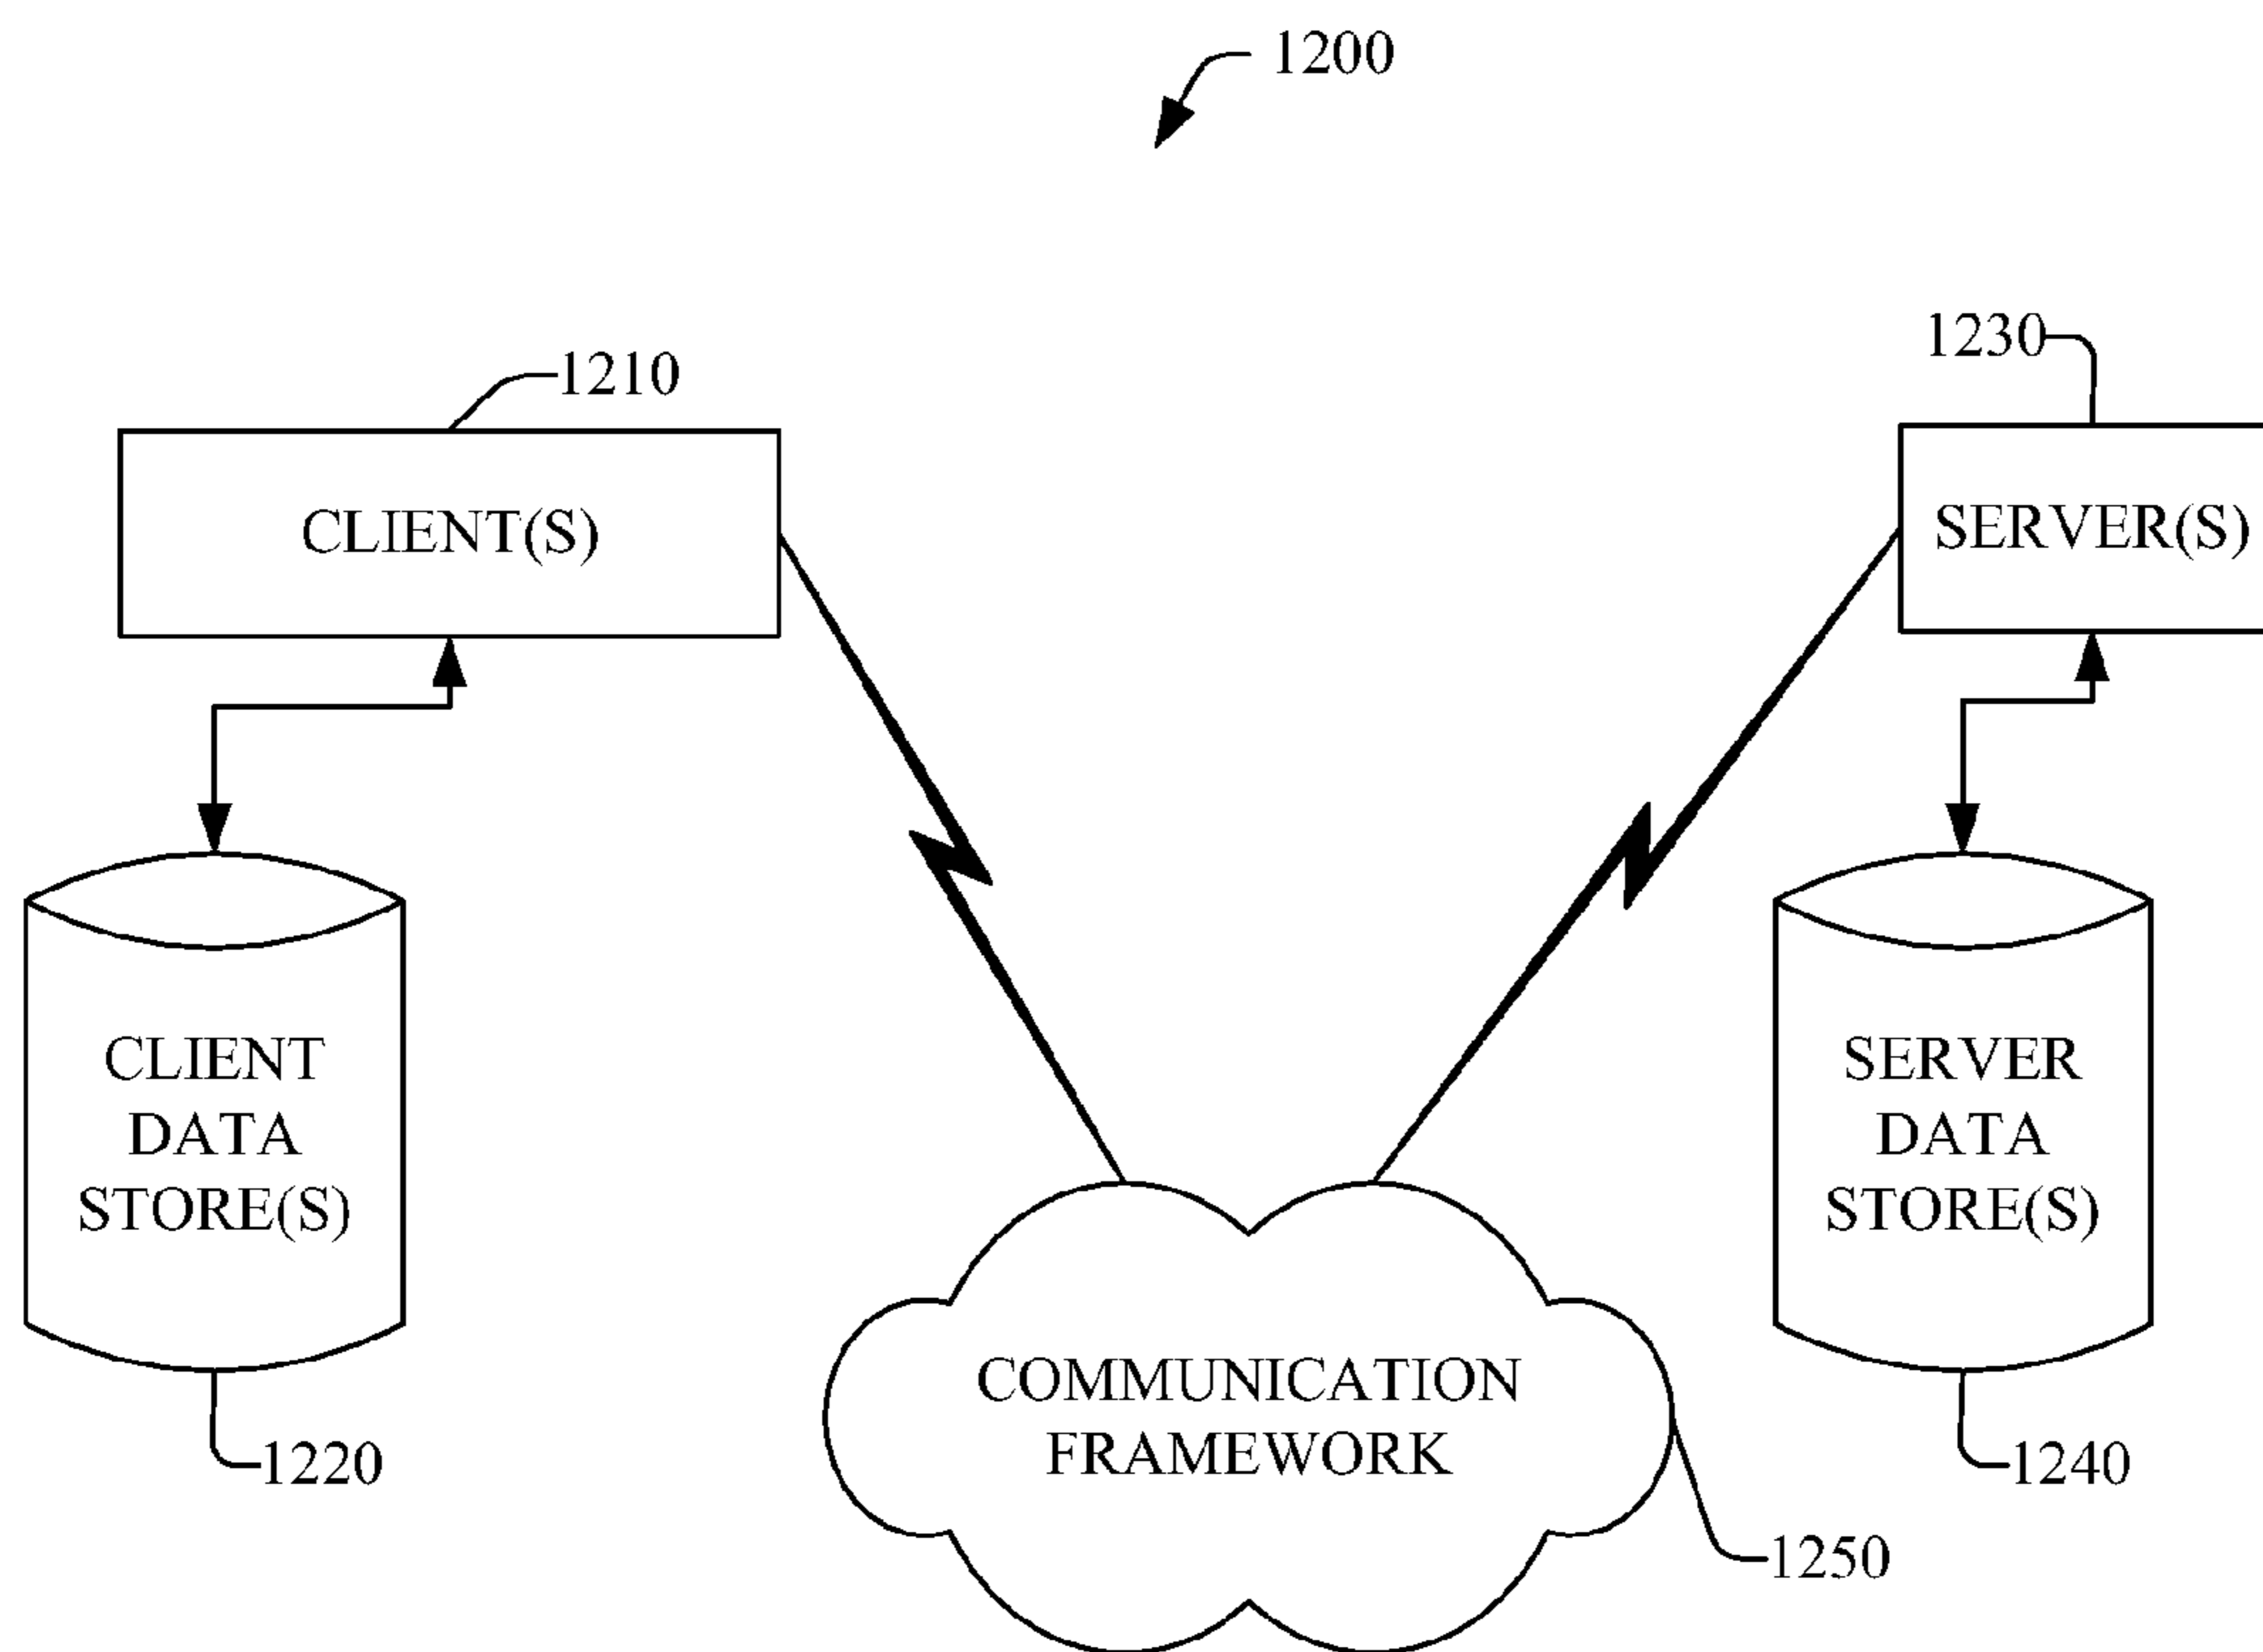 1200
1210
1230
CLIENT(S)
SERVER(S)
CLIENT
DATA
STORE(S)
SERVER
DATA
STORE(S)
COMMUNICATION
FRAMEWORK
1220
1240
1250